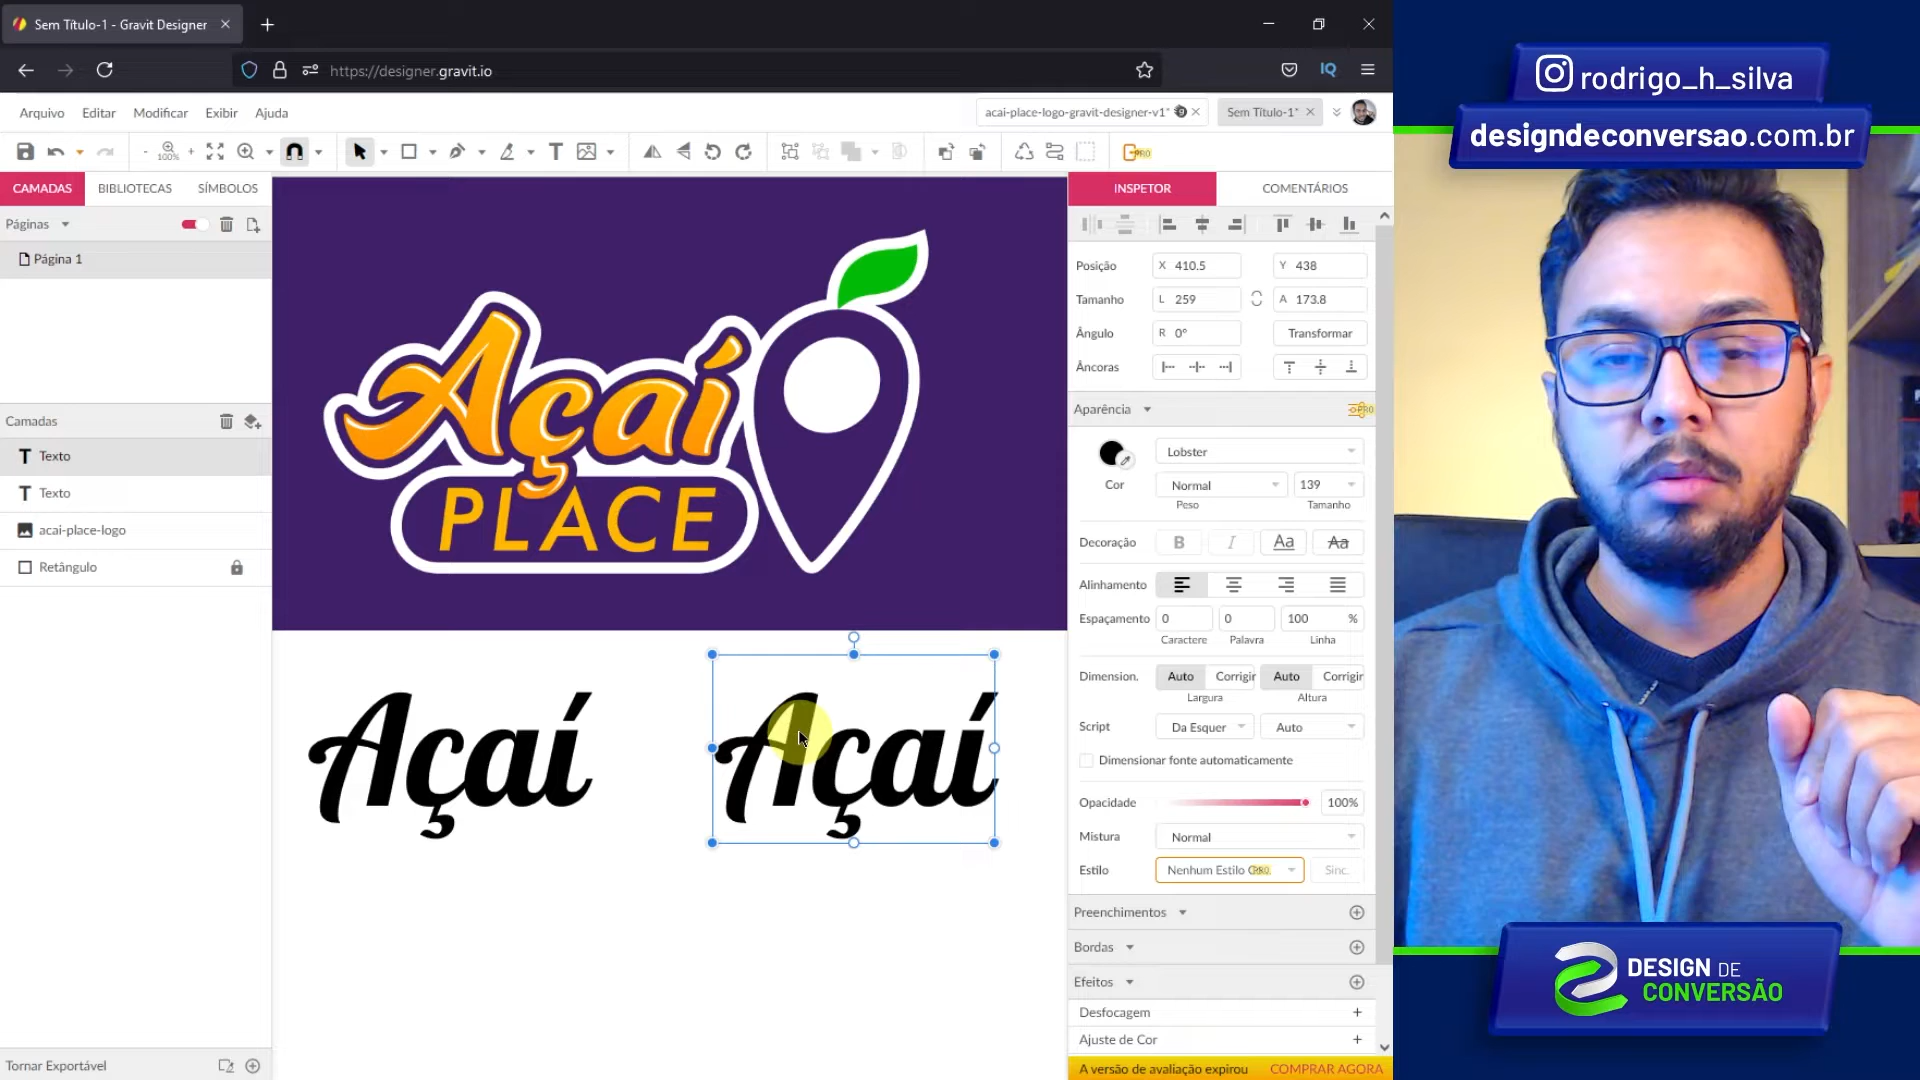 Sem Título-1 - Gravit Designer
https://designer.gravit.io
IQ
Arquivo Editar Modificar Exibir Ajuda
acai-place-logo-gravit-designer-v1*
Sem Título-1*
100%
PRO
CAMADAS BIBLIOTECAS SÍMBOLOS
Páginas
Página 1
Camadas
Texto
Texto
acai-place-logo
Retângulo
Tornar Exportável
Açaí
PLACE
Açaí
Açaí
INSPETOR COMENTÁRIOS
Posição X 410.5 Y 438
Tamanho L 259 A 173.8
Ângulo R 0° Transformar
Âncoras
Aparência PRO
Lobster
Cor Normal 139
Peso Tamanho
Decoração B I Aa Aa
Alinhamento
Espaçamento 0 0 100 %
Caractere Palavra Linha
Dimension. Auto Corrigir Auto Corrigir
Largura Altura
Script Da Esquer Auto
Dimensionar fonte automaticamente
Opacidade 100%
Mistura Normal
Estilo Nenhum Estilo PRO Sinc.
Preenchimentos
Bordas
Efeitos
Desfocagem
Ajuste de Cor
A versão de avaliação expirou COMPRAR AGORA
rodrigo_h_silva
designdeconversao.com.br
DESIGN DE
CONVERSÃO